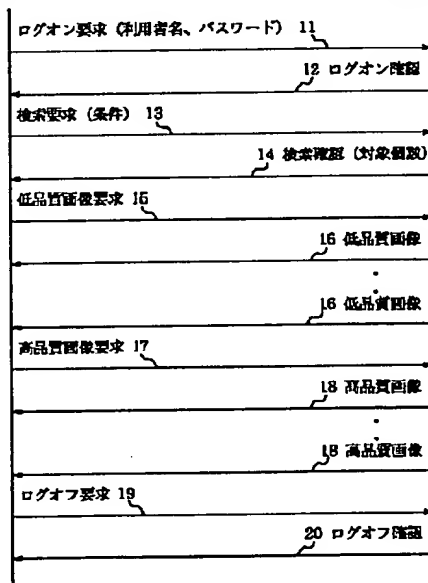 ログオン要求（利用者名、パスワード） 11
12 ログオン確認
検索要求（条件） 13
14 検索確認（対象個数）
低品質画像要求 15
16 低品質画像
16 低品質画像
高品質画像要求 17
18 高品質画像
18 高品質画像
ログオフ要求 19
20 ログオフ確認